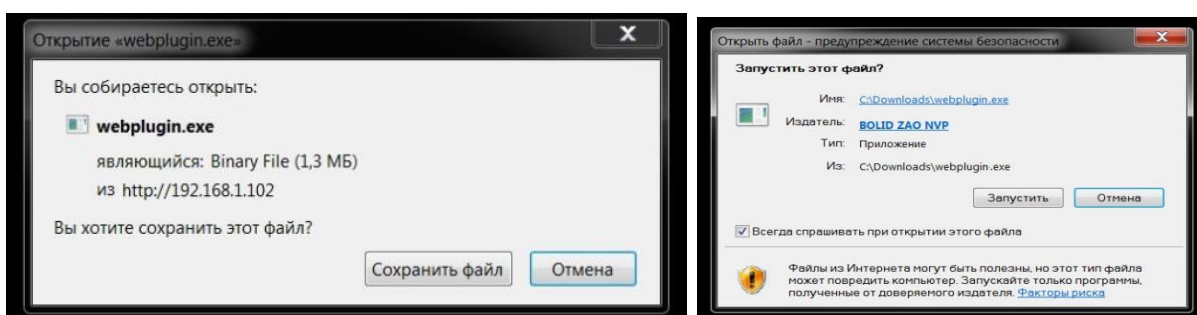 Открытие «webplugin.exe»
X
Вы собираетесь открыть:
webplugin.exe
являющийся: Binary File (1,3 МБ)
из http://192.168.1.102
Вы хотите сохранить этот файл?
Сохранить файл
Отмена
Открыть файл - предупреждение системы безопасности
X
Запустить этот файл?
Имя: C:\Downloads\webplugin.exe
Издатель: BOLID ZAO NVP
Тип: Приложение
Из: C:\Downloads\webplugin.exe
Запустить
Отмена
Всегда спрашивать при открытии этого файла
Файлы из Интернета могут быть полезны, но этот тип файла
может повредить компьютер. Запускайте только программы,
полученные от доверяемого издателя. Факторы риска